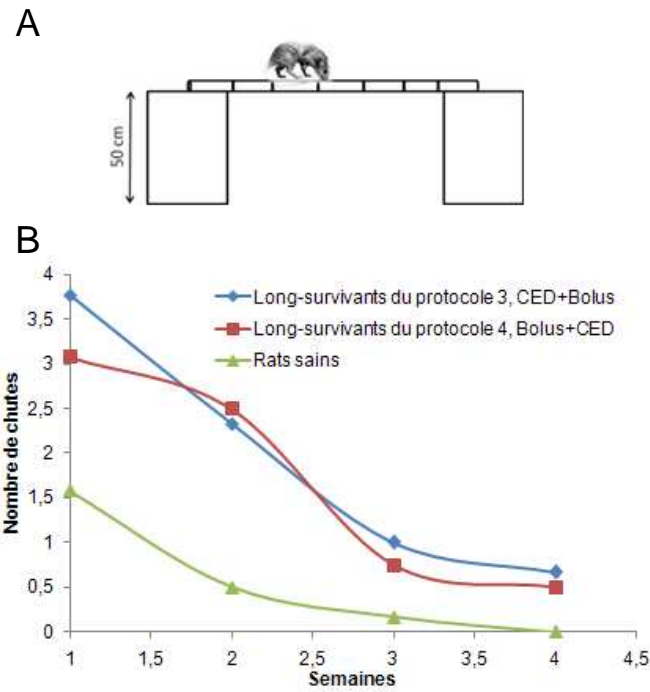 A
50 cm
B
Nombre de chutes
4
3,5
3
2,5
2
1,5
1
0,5
0
Long-survivants du protocole 3, CED+Bolus
Long-survivants du protocole 4, Bolus+CED
Rats sains
1 1,5 2 2,5 3 3,5 4 4,5
Semaines